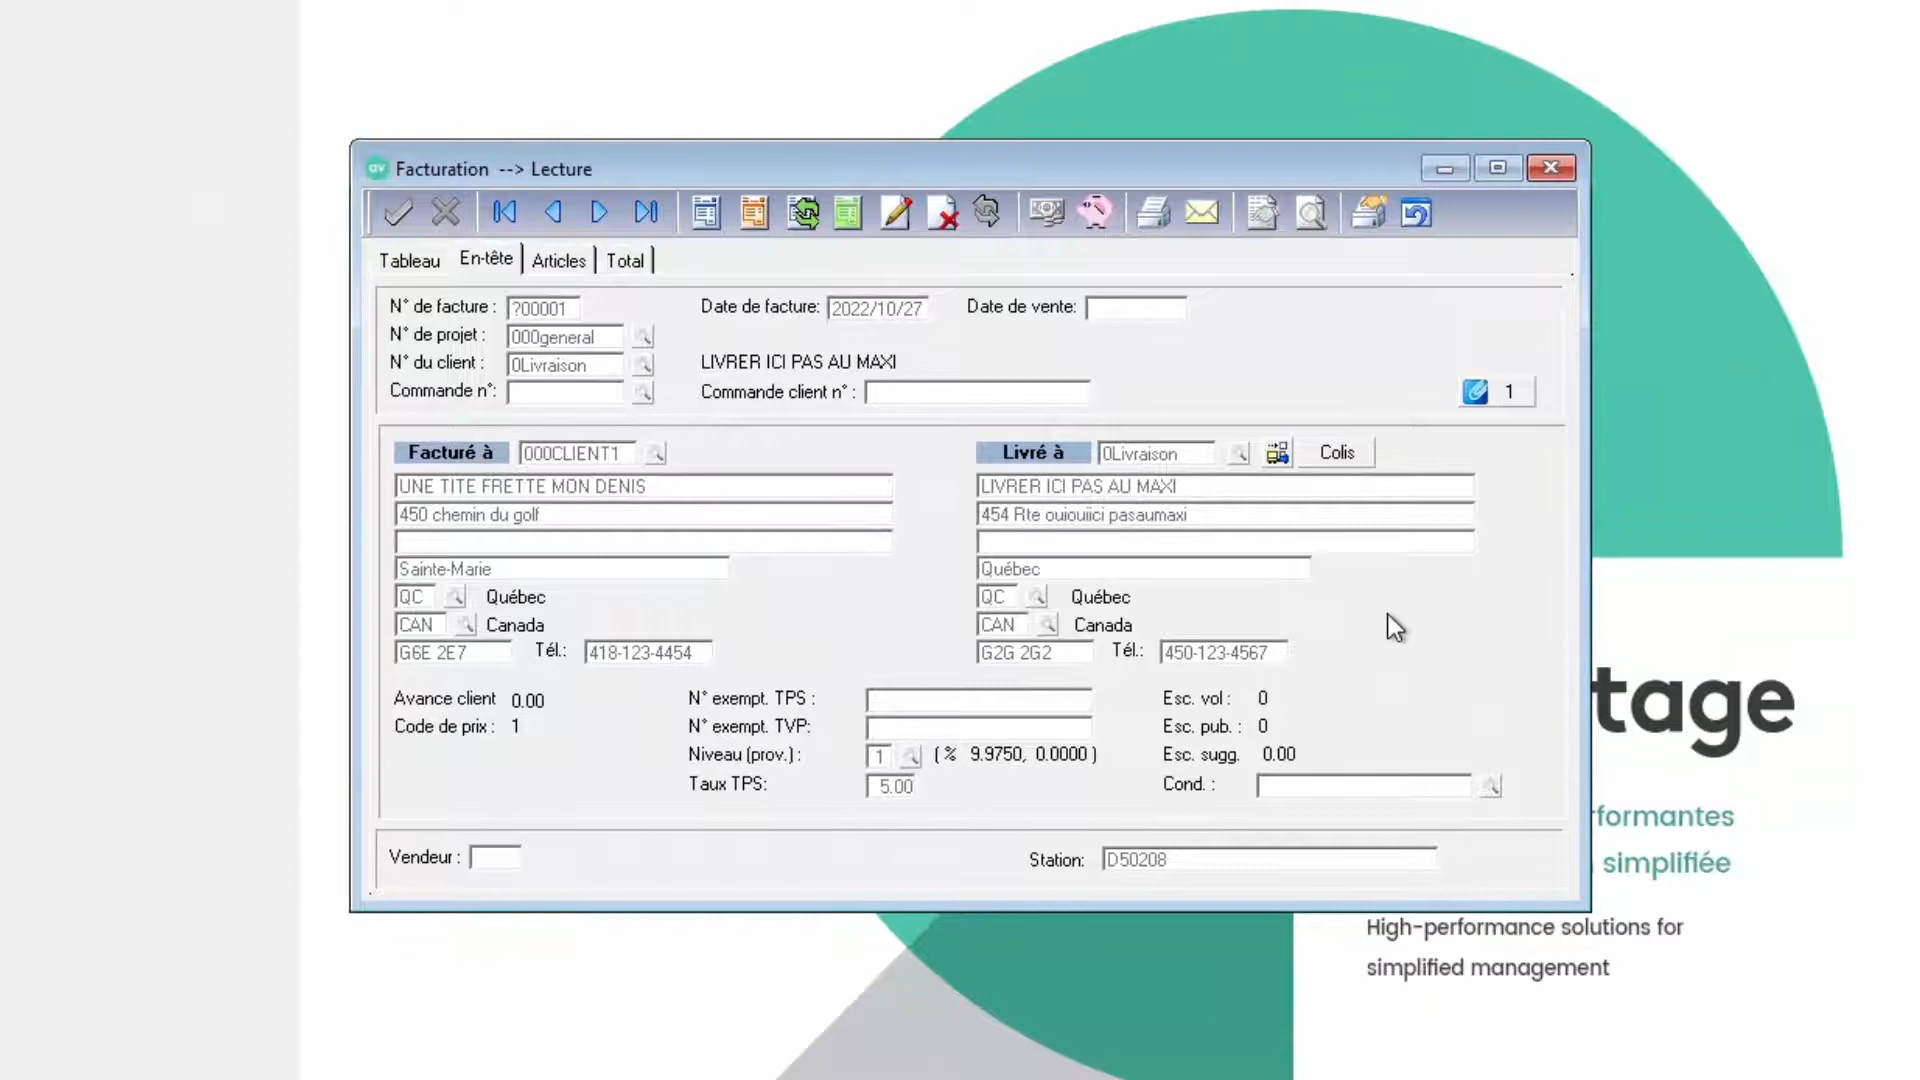 Facturation --> Lecture
Tableau En-tête Articles Total
N° de facture : ?00001 Date de facture: 2022/10/27 Date de vente:
N° de projet : 000general
N° du client : 0Livraison LIVRER ICI PAS AU MAXI
Commande n°: Commande client n° : 1
Facturé à 000CLIENT1
UNE TITE FRETTE MON DENIS
450 chemin du golf
Sainte-Marie
QC Québec
CAN Canada
G6E 2E7 Tél.: 418-123-4454
Livré à 0Livraison Colis
LIVRER ICI PAS AU MAXI
454 Rte ouiouiici pasaumaxi
Québec
QC Québec
CAN Canada
G2G 2G2 Tél.: 450-123-4567
Avance client 0.00
Code de prix : 1
N° exempt. TPS :
N° exempt. TVP:
Niveau (prov.) : 1 ( % 9.9750, 0.0000 )
Taux TPS: 5.00
Esc. vol : 0
Esc. pub. : 0
Esc. sugg. 0.00
Cond. :
Vendeur :
Station: D50208
tage
formantes
simplifiée
High-performance solutions for
simplified management